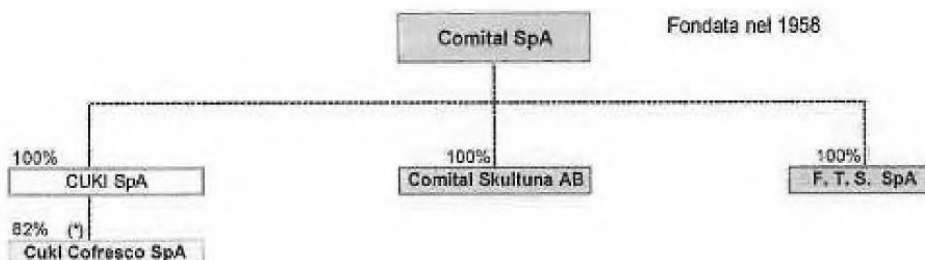 Comital SpA
Fondata nel 1958
100%
CUKI SpA
100%
Comital Skultuna AB
100%
F. T. S. SpA
82% (*)
Cuki Cofresco SpA